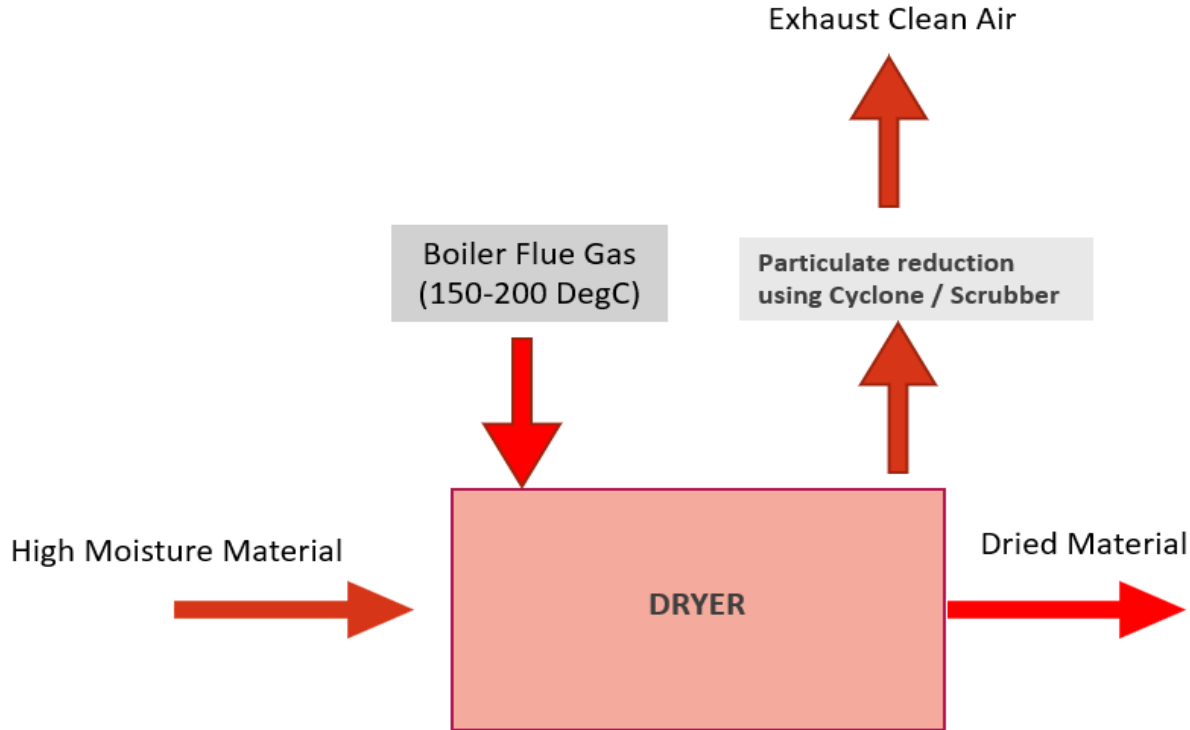 Exhaust Clean Air
Boiler Flue Gas
(150-200 DegC)
Particulate reduction
using Cyclone / Scrubber
High Moisture Material
DRYER
Dried Material